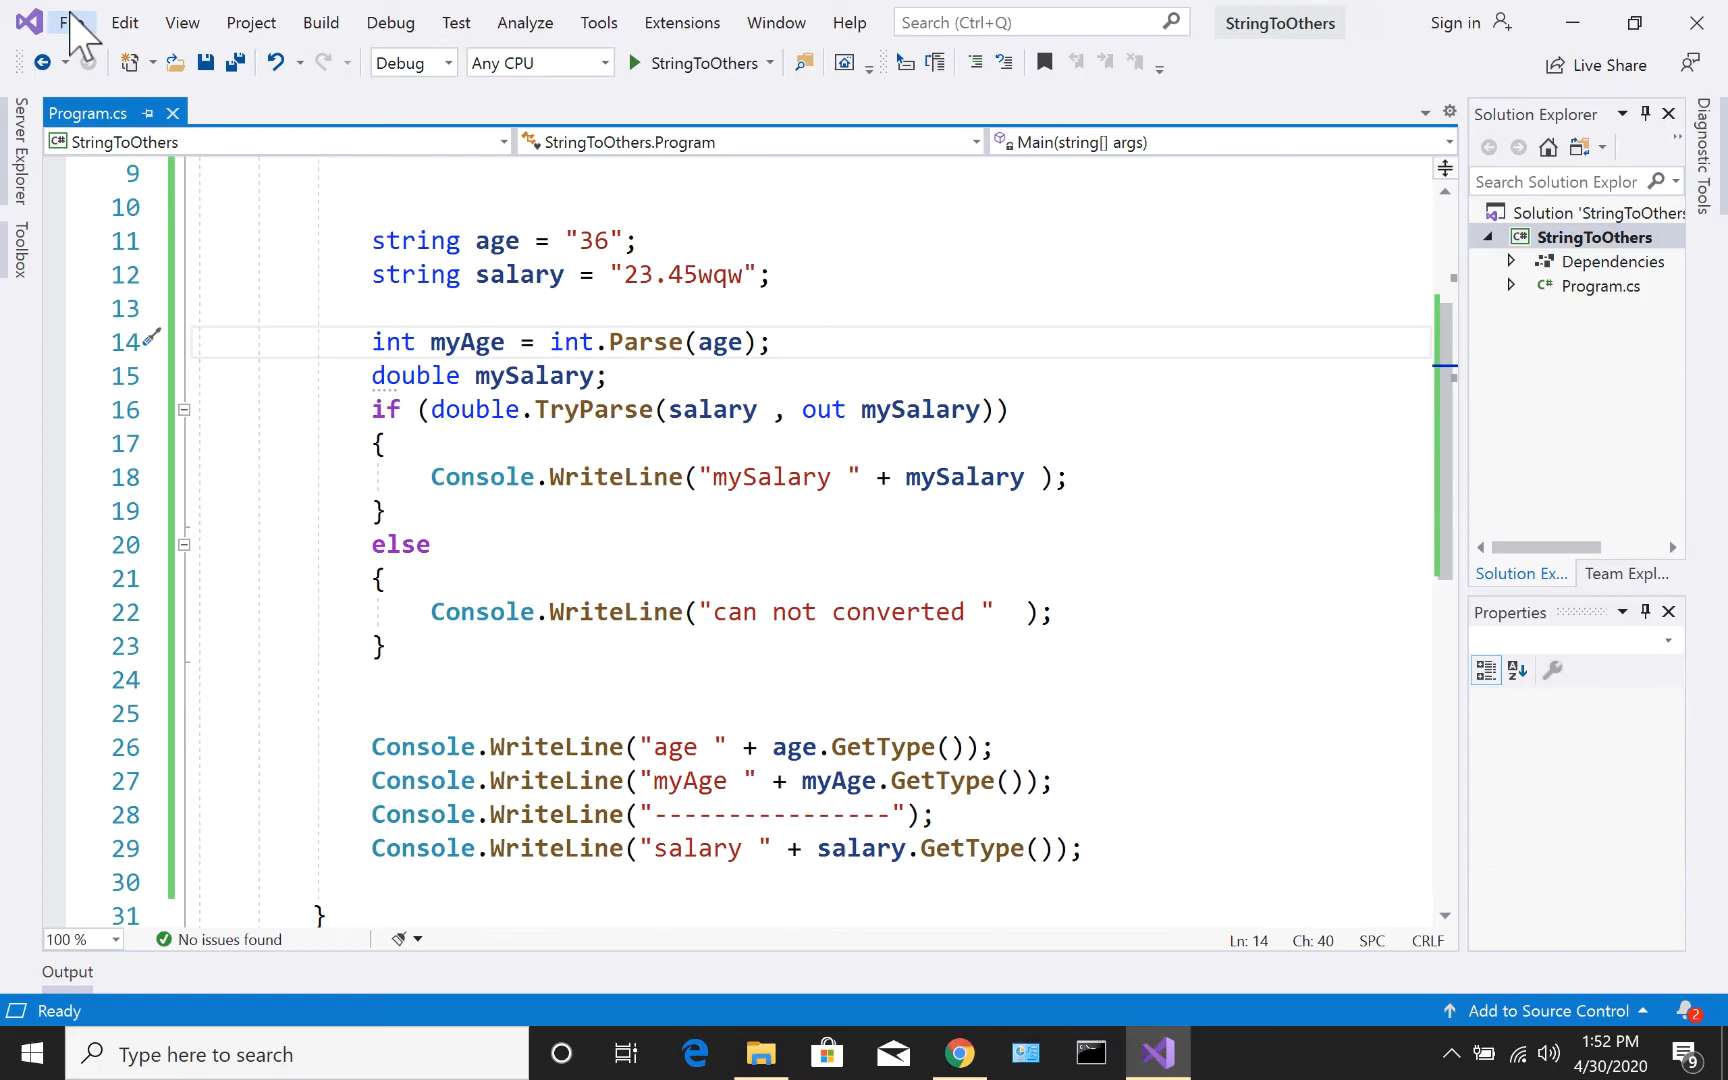 Edit View Project Build Debug Test Analyze Tools Extensions Window Help Search (Ctrl+Q) StringToOthers Sign in
Debug Any CPU StringToOthers Live Share
Program.cs
StringToOthers StringToOthers.Program Main(string[] args)
Server Explorer
Toolbox
9
10
11 string age = "36";
12 string salary = "23.45wqw";
13
14 int myAge = int.Parse(age);
15 double mySalary;
16 if (double.TryParse(salary , out mySalary))
17 {
18 Console.WriteLine("mySalary " + mySalary );
19 }
20 else
21 {
22 Console.WriteLine("can not converted " );
23 }
24
25
26 Console.WriteLine("age " + age.GetType());
27 Console.WriteLine("myAge " + myAge.GetType());
28 Console.WriteLine("----------------");
29 Console.WriteLine("salary " + salary.GetType());
30
31 }
100 % No issues found Ln: 14 Ch: 40 SPC CRLF
Solution Explorer
Search Solution Explor
Solution 'StringToOthers
C# StringToOthers
Dependencies
C# Program.cs
Solution Ex... Team Expl...
Properties
Diagnostic Tools
Output
Ready Add to Source Control 2
Type here to search
1:52 PM
4/30/2020
9